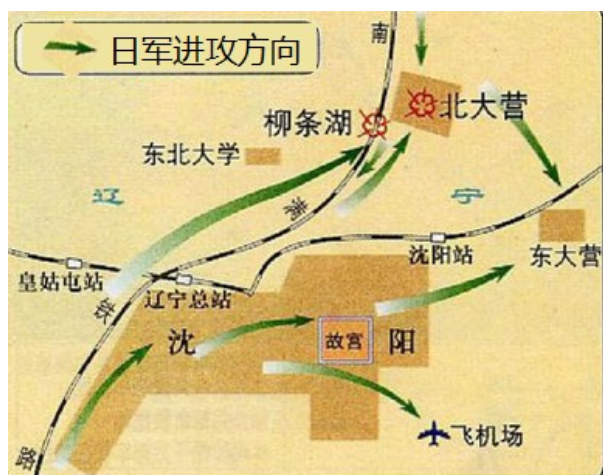 日军进攻方向
南
北大营
柳条湖
东北大学
辽
宁
满
沈阳站
东大营
皇姑屯站
辽宁总站
铁
沈
故宫
阳
飞机场
路